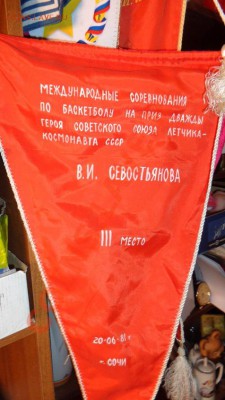 МЕЖДУНАРОДНЫЕ СОРЕВНОВАНИЯ
ПО БАСКЕТБОЛУ НА ПРИЗ ДВАЖДЫ
ГЕРОЯ СОВЕТСКОГО СОЮЗА ЛЕТЧИКА-
КОСМОНАВТА СССР
В.И. СЕВОСТЬЯНОВА
III МЕСТО
СОЧИ